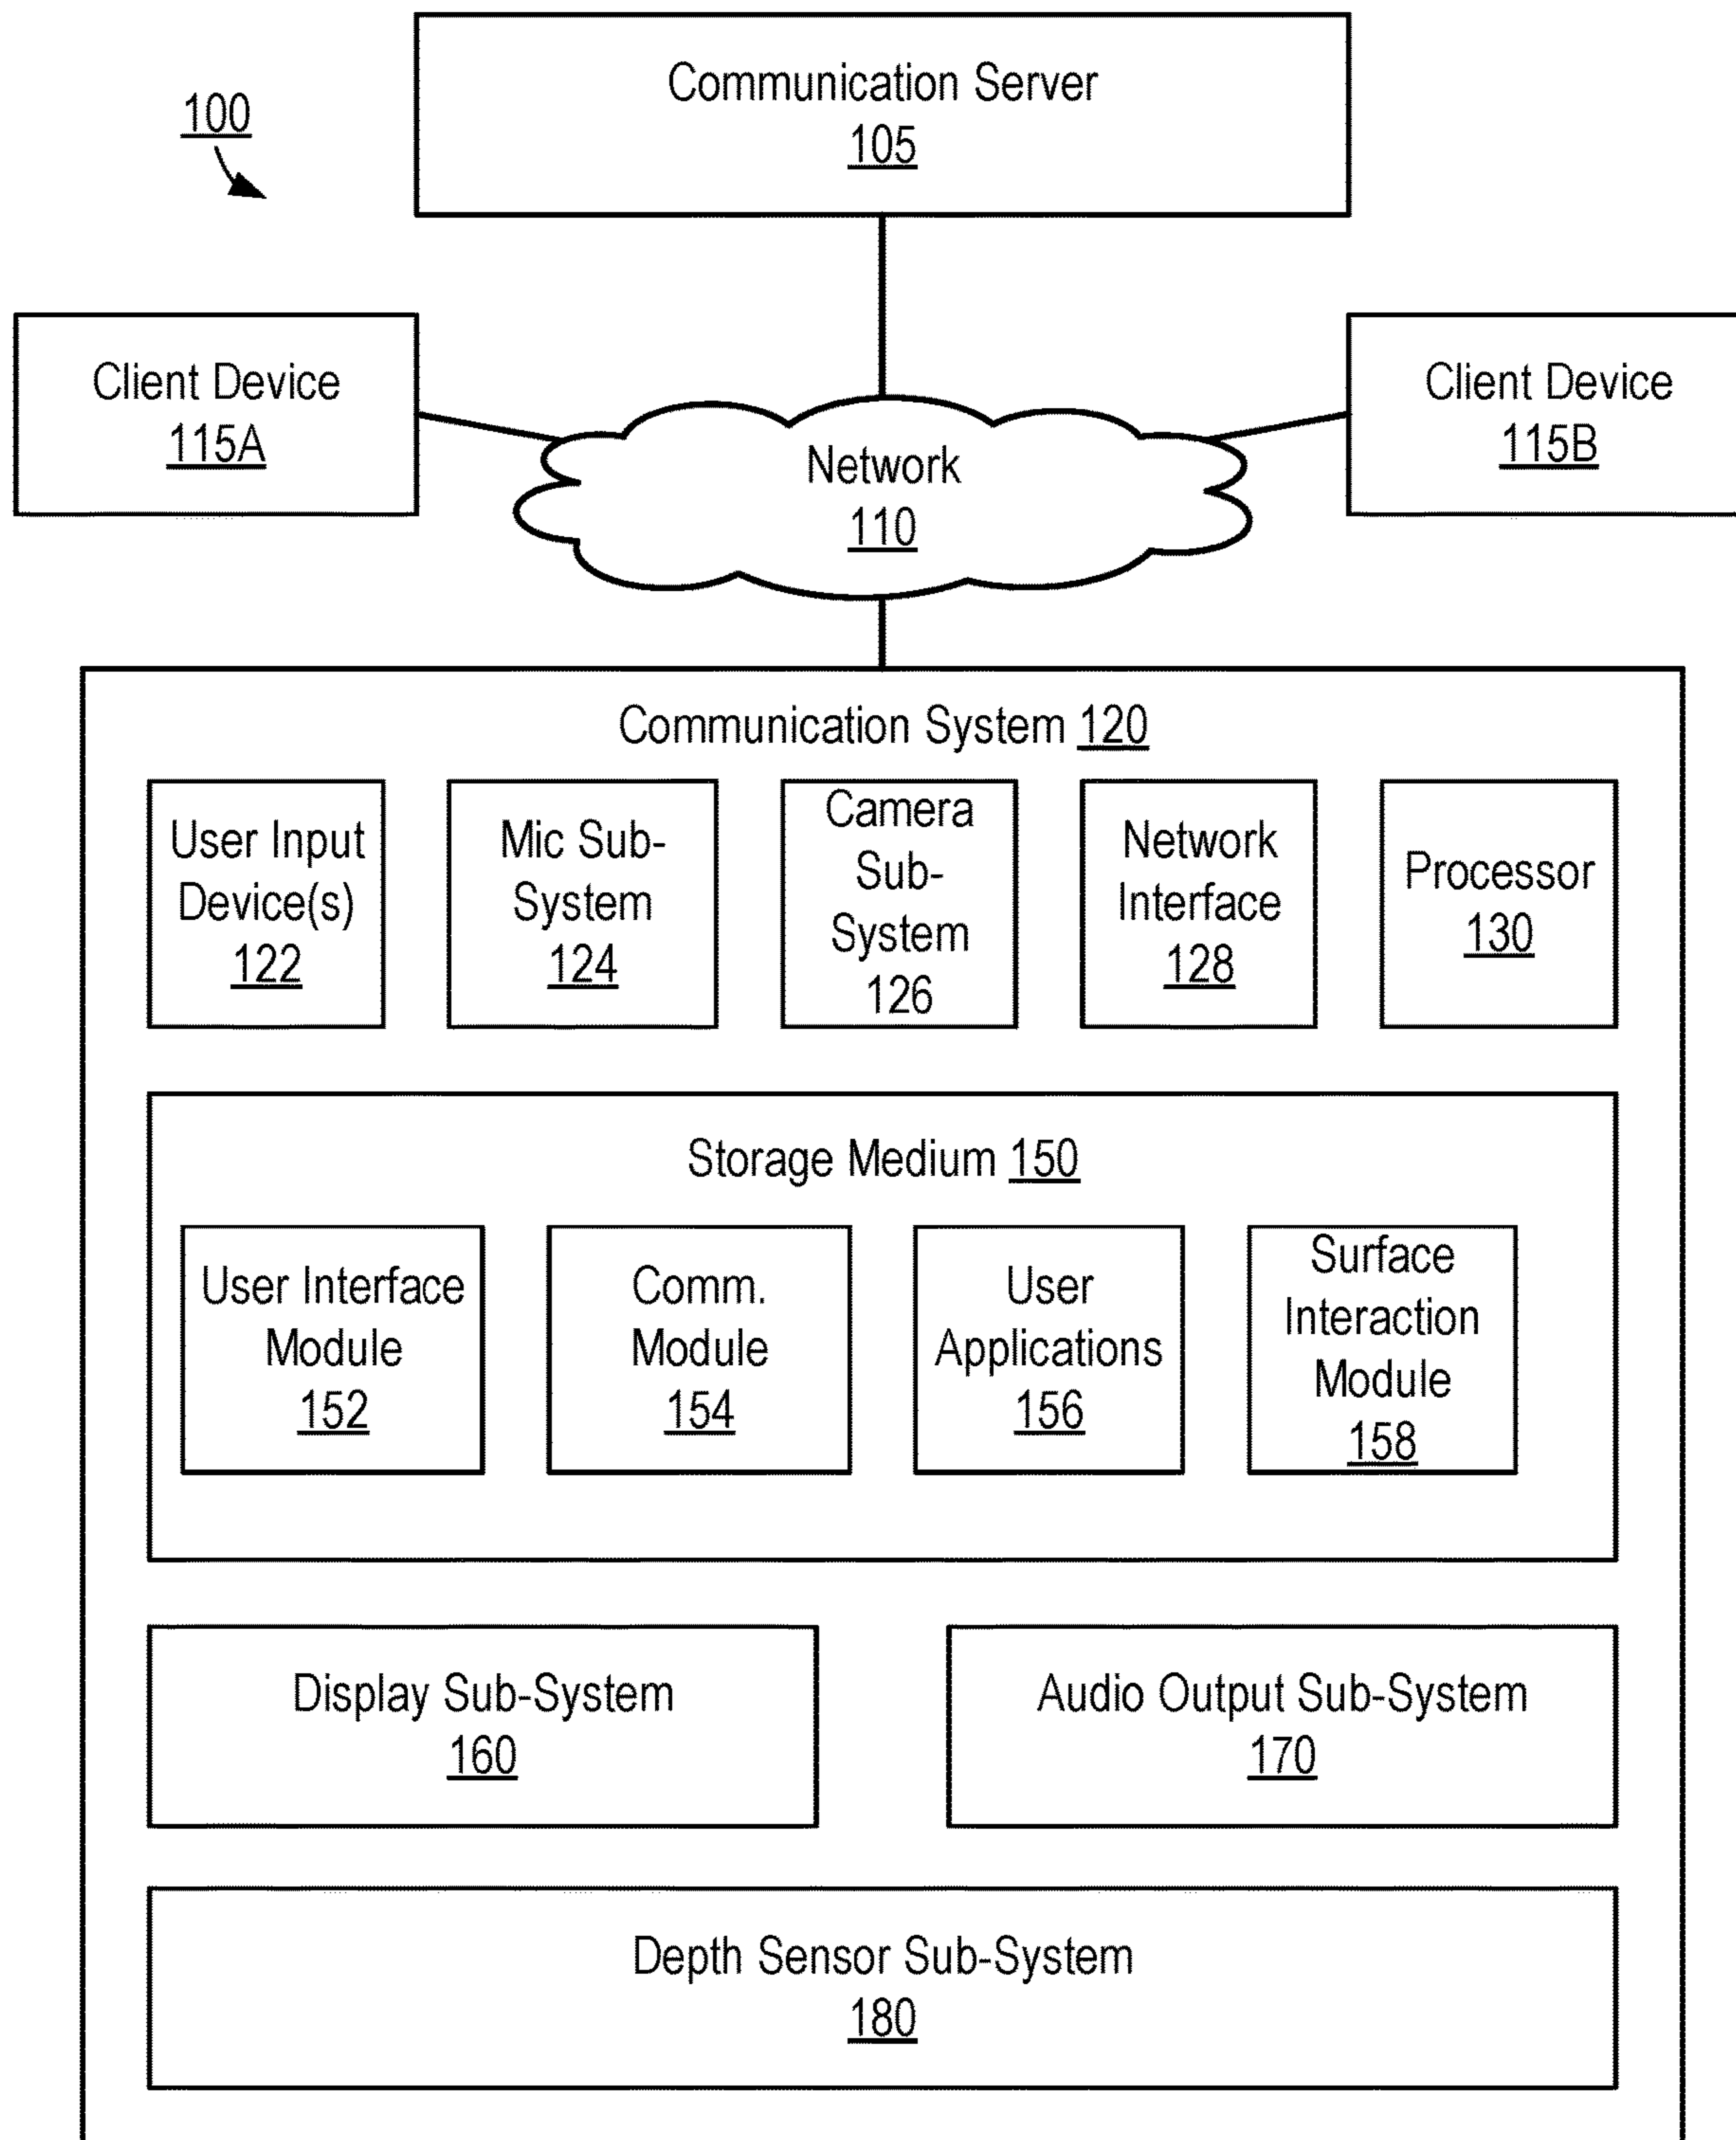 Communication Server
105
100
Client Device
115A
Client Device
115B
Network
110
Communication System 120
User Input
Device(s)
122
Mic Sub-
System
124
Camera
Sub-
System
126
Network
Interface
128
Processor
130
Storage Medium 150
User Interface
Module
152
Comm.
Module
154
User
Applications
156
Surface
Interaction
Module
158
Display Sub-System
160
Audio Output Sub-System
170
Depth Sensor Sub-System
180